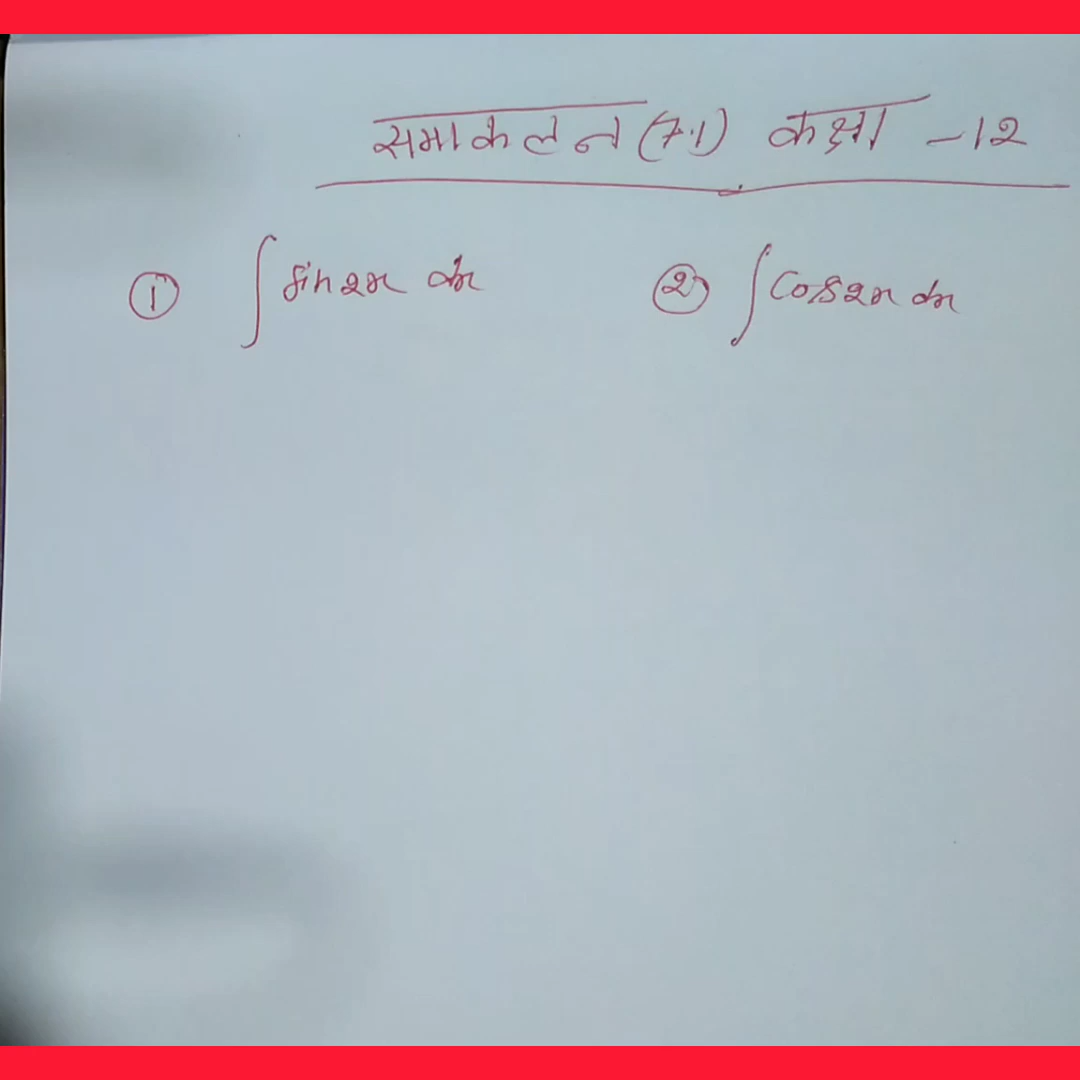 समाकलन (7.1) कक्षा -12
① ∫ sin2x dx ② ∫ Cos2x dx